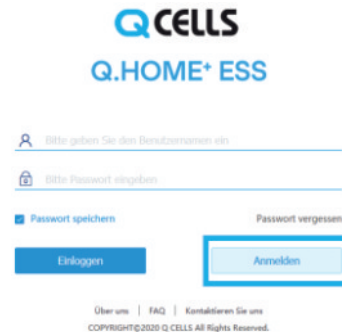 Q CELLS
Q.HOME⁺ ESS
Bitte geben Sie den Benutzernamen ein
Bitte Passwort eingeben
Passwort speichern Passwort vergessen
Einloggen Anmelden
Über uns | FAQ | Kontaktieren Sie uns
COPYRIGHT©2020 Q CELLS All Rights Reserved.